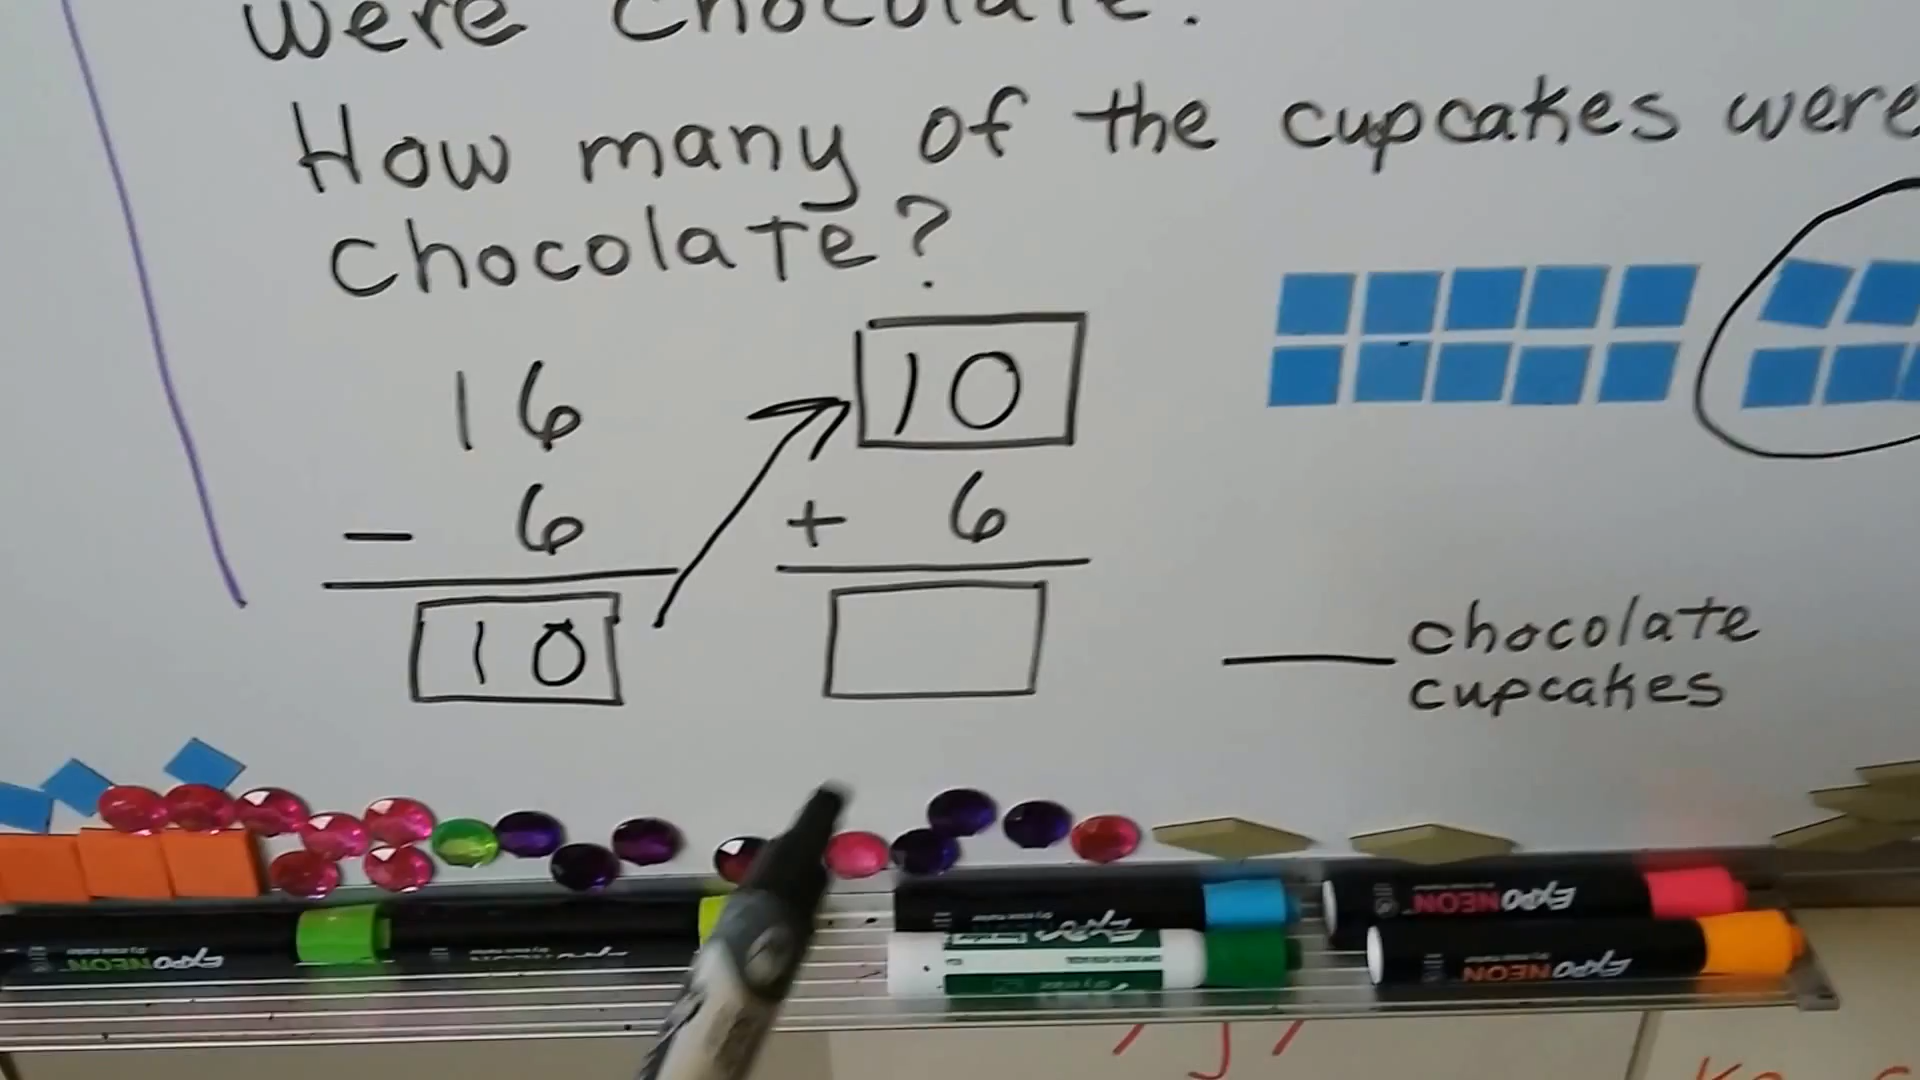 were chocolate.
How many of the cupcakes were
chocolate?
16
- 6
10
10
+ 6
chocolate
cupcakes
EXPO NEON
EXPO
EXPO NEON
EXPO NEON